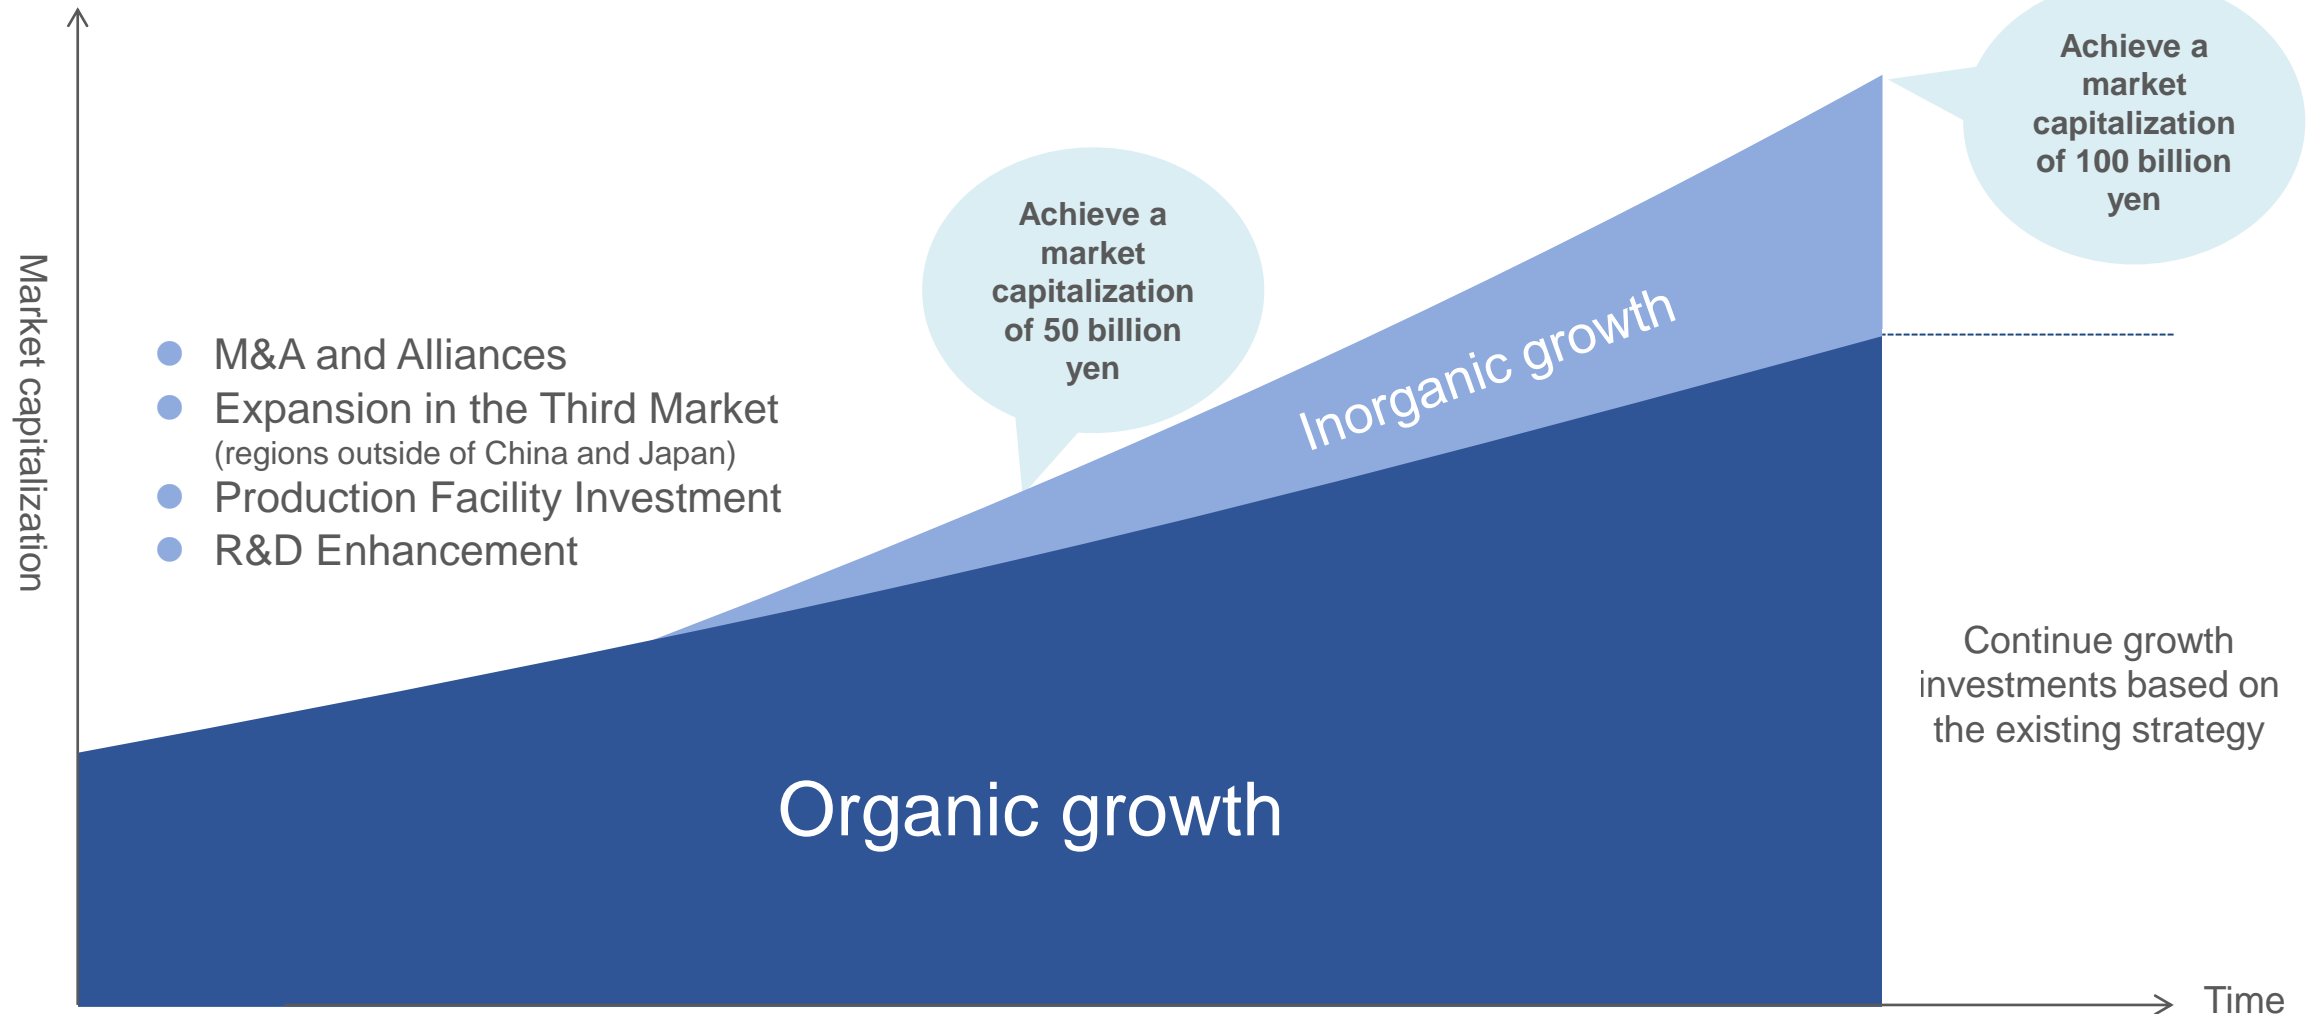 Market capitalization
M&A and Alliances
Expansion in the Third Market
(regions outside of China and Japan)
Production Facility Investment
R&D Enhancement
Achieve a
market
capitalization
of 50 billion
yen
Achieve a
market
capitalization
of 100 billion
yen
Inorganic growth
Organic growth
Continue growth
investments based on
the existing strategy
Time